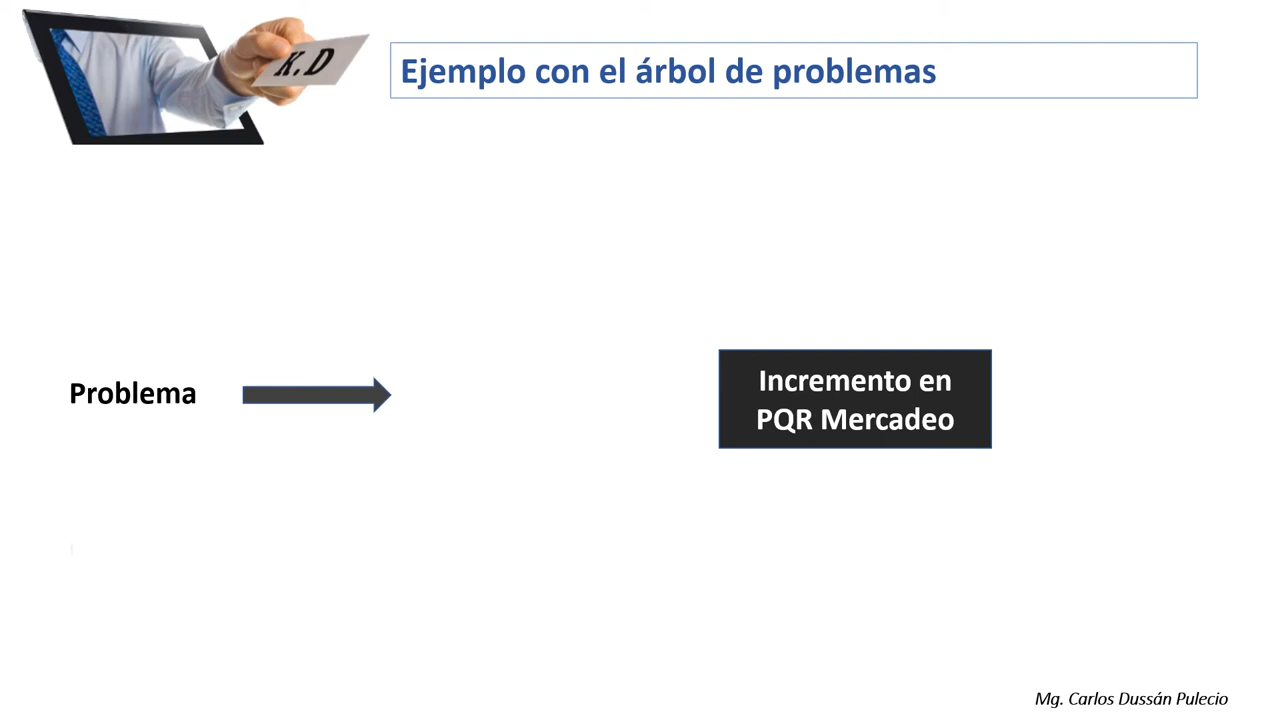 K.D
Ejemplo con el árbol de problemas
Problema
Incremento en
PQR Mercadeo
Mg. Carlos Dussán Pulecio